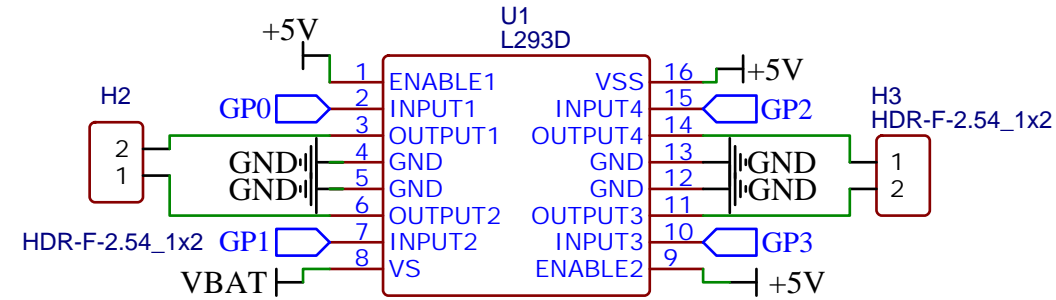 U1
L293D
+5V
1 ENABLE1 VSS 16 +5V
H2 GP0 2 INPUT1 INPUT4 15 GP2 H3
HDR-F-2.54_1x2
3 OUTPUT1 OUTPUT4 14
2 GND 4 GND GND 13 GND 1
1 GND 5 GND GND 12 GND 2
6 OUTPUT2 OUTPUT3 11
HDR-F-2.54_1x2 GP1 7 INPUT2 INPUT3 10 GP3
VBAT 8 VS ENABLE2 9 +5V